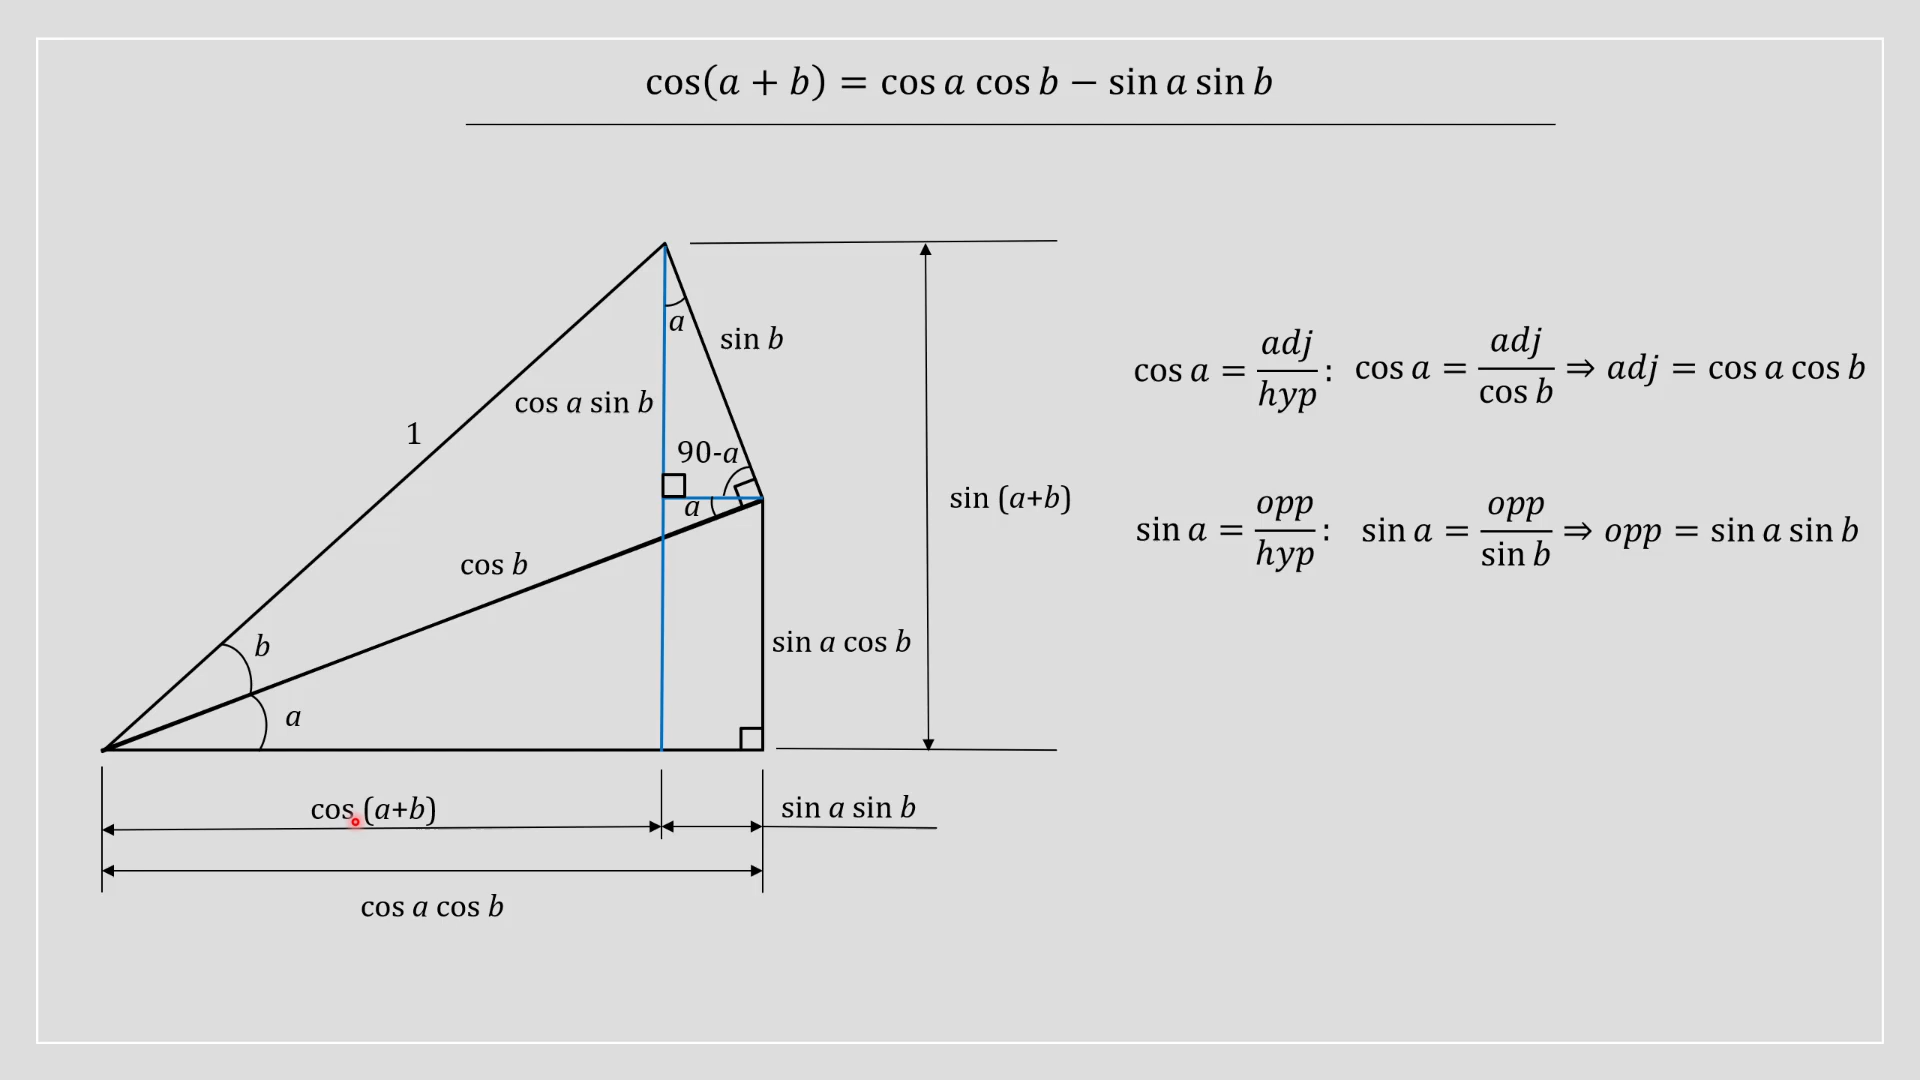 cos(a + b) = cos a cos b − sin a sin b
a
sin b
cos a sin b
1
90-a
a
sin (a+b)
cos b
sin a cos b
b
a
cos (a+b)
sin a sin b
cos a cos b
cos a = adj/hyp : cos a = adj/cos b ⇒ adj = cos a cos b
sin a = opp/hyp : sin a = opp/sin b ⇒ opp = sin a sin b